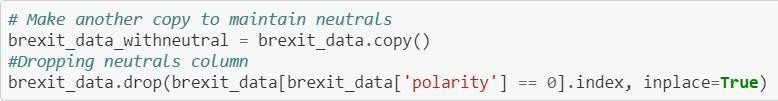 # Make another copy to maintain neutrals
brexit_data_withneutral = brexit_data.copy()
#Dropping neutrals column
brexit_data.drop(brexit_data[brexit_data['polarity'] == 0].index, inplace=True)